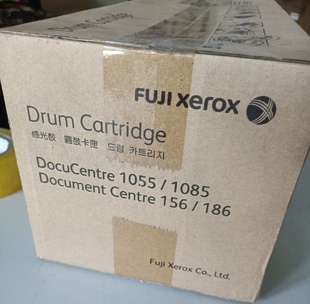 FUJI xerox
Drum Cartridge
感光鼓 圓鼓卡匣 드럼 카트리지
DocuCentre 1055 / 1085
Document Centre 156 / 186
Fuji Xerox Co., Ltd.